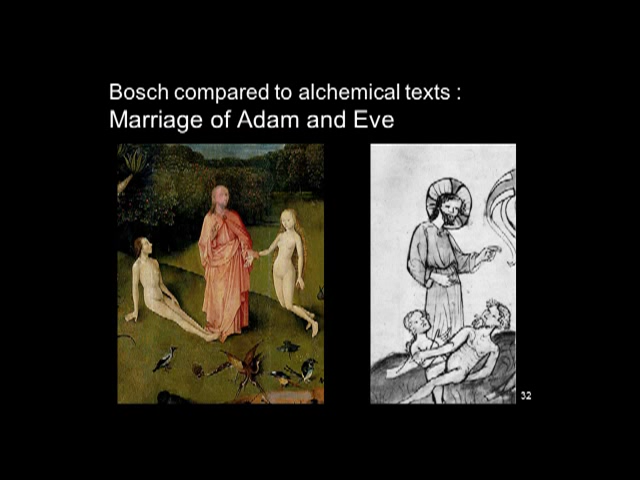 Bosch compared to alchemical texts :
Marriage of Adam and Eve
32